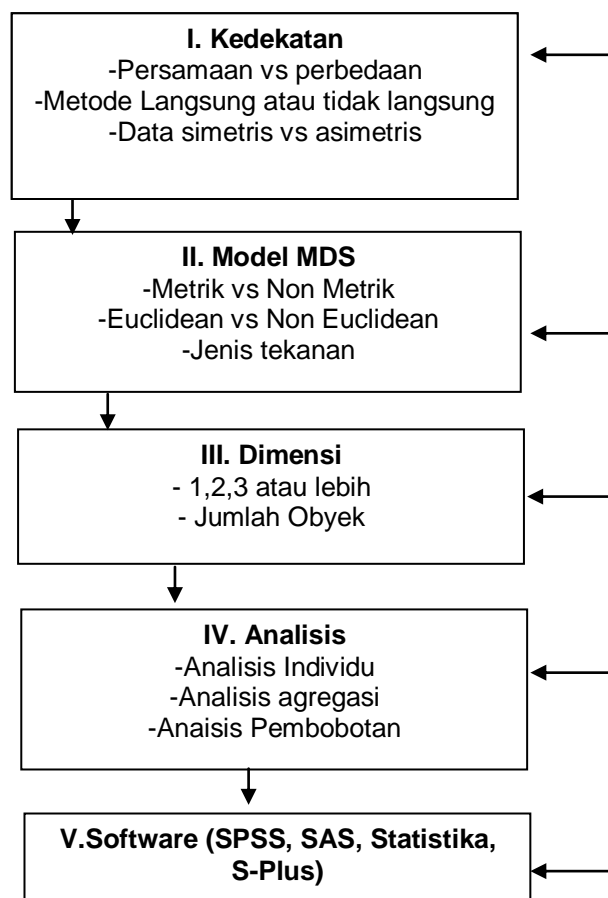 I. Kedekatan
-Persamaan vs perbedaan
-Metode Langsung atau tidak langsung
-Data simetris vs asimetris
II. Model MDS
-Metrik vs Non Metrik
-Euclidean vs Non Euclidean
-Jenis tekanan
III. Dimensi
- 1,2,3 atau lebih
- Jumlah Obyek
IV. Analisis
-Analisis Individu
-Analisis agregasi
-Anaisis Pembobotan
V.Software (SPSS, SAS, Statistika,
S-Plus)